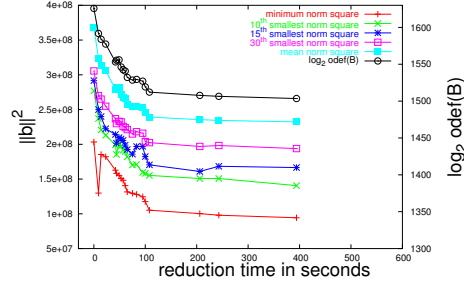 4e+08
3.5e+08
3e+08
2.5e+08
2e+08
1.5e+08
1e+08
5e+07
||b||²
minimum norm square
10th smallest norm square
15th smallest norm square
30th smallest norm square
mean norm square
log₂ odef(B)
1600
1550
1500
1450
1400
1350
1300
log₂ odef(B)
0 100 200 300 400 500 600
reduction time in seconds